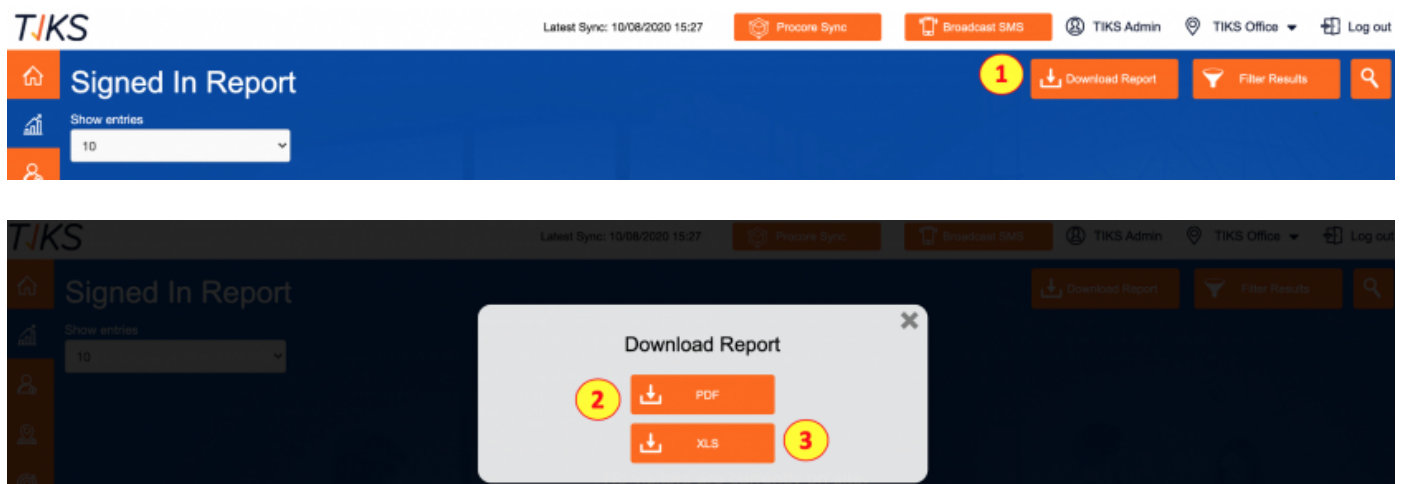 TIKS
Latest Sync: 10/08/2020 15:27 Procore Sync Broadcast SMS TIKS Admin TIKS Office Log out
Signed In Report
1 Download Report Filter Results
Show entries
10
TIKS
Latest Sync: 10/08/2020 15:27 Procore Sync Broadcast SMS TIKS Admin TIKS Office Log out
Signed In Report
Download Report Filter Results
Show entries
10
Download Report
2 PDF
XLS 3